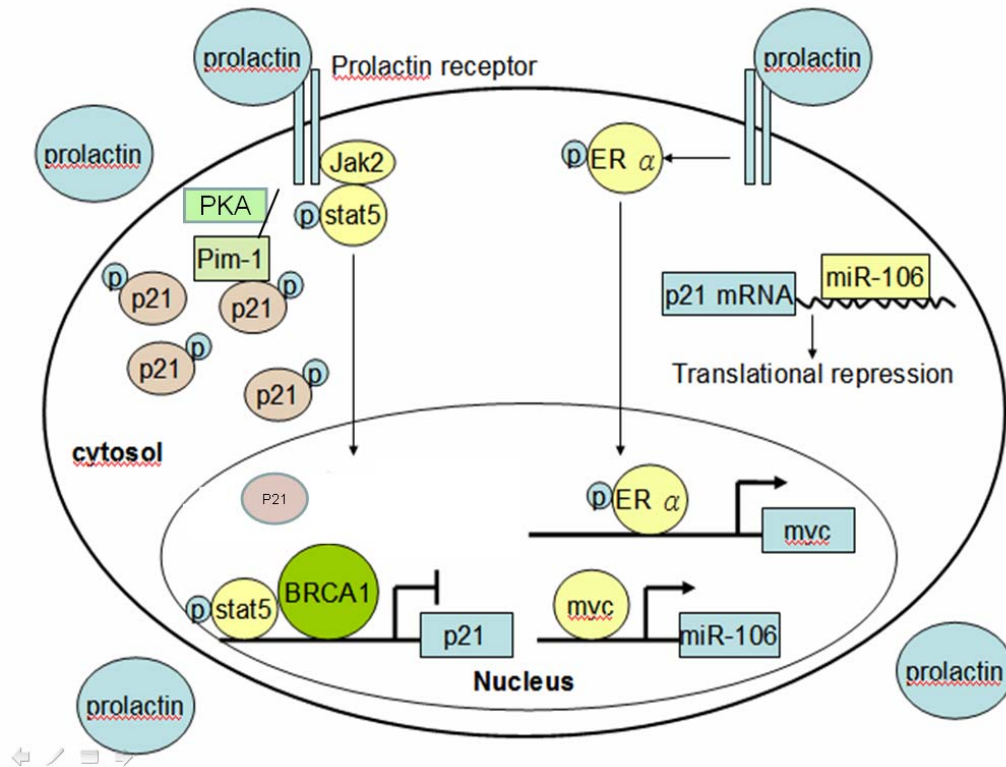 prolactin
Prolactin receptor
prolactin
prolactin
Jak2
p ER α
PKA
p stat5
Pim-1
p
p21
p
p21
p21 mRNA
miR-106
p
p21
p
p21
Translational repression
cytosol
P21
p ER α
myc
BRCA1
p stat5
p21
myc
miR-106
Nucleus
prolactin
prolactin